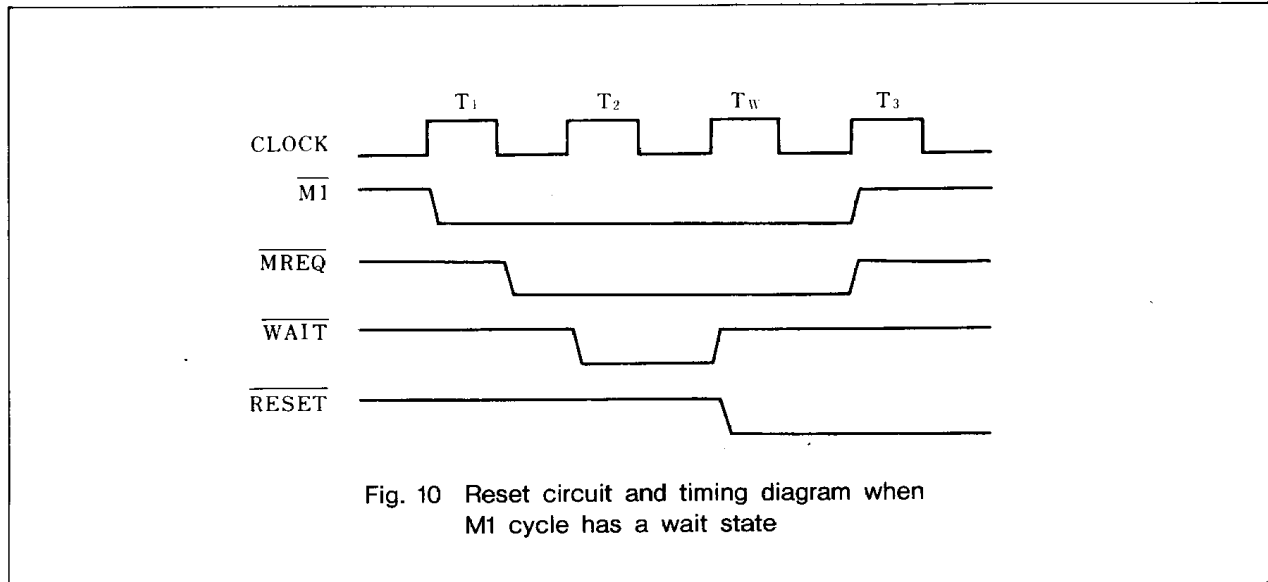 T₁ T₂ T_W T₃
CLOCK
M1
MREQ
WAIT
RESET
Fig. 10 Reset circuit and timing diagram when
M1 cycle has a wait state